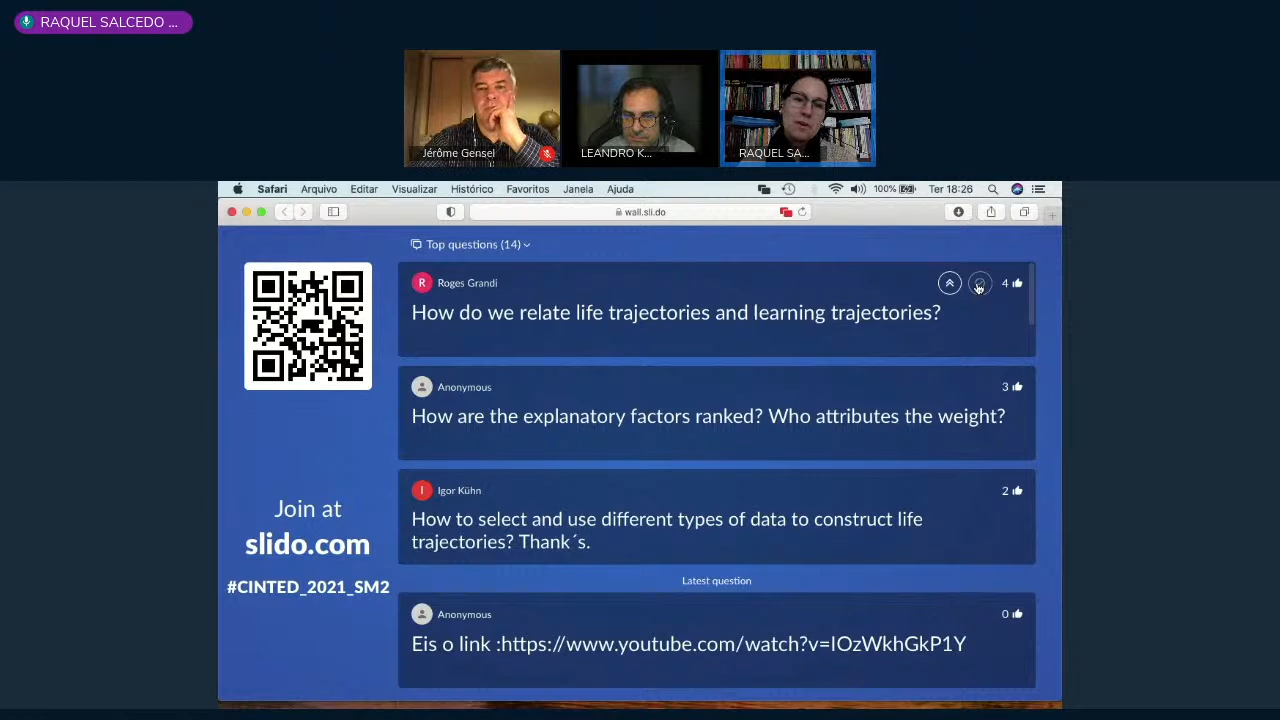 RAQUEL SALCEDO ...
Jérôme Gensel
LEANDRO K...
RAQUEL SA...
Safari Arquivo Editar Visualizar Histórico Favoritos Janela Ajuda 100% Ter 18:26
wall.sli.do
Top questions (14)
R Roges Grandi 4
How do we relate life trajectories and learning trajectories?
Anonymous 3
How are the explanatory factors ranked? Who attributes the weight?
I Igor Kühn 2
How to select and use different types of data to construct life
trajectories? Thank´s.
Latest question
Anonymous 0
Eis o link :https://www.youtube.com/watch?v=IOzWkhGkP1Y
Join at
slido.com
#CINTED_2021_SM2